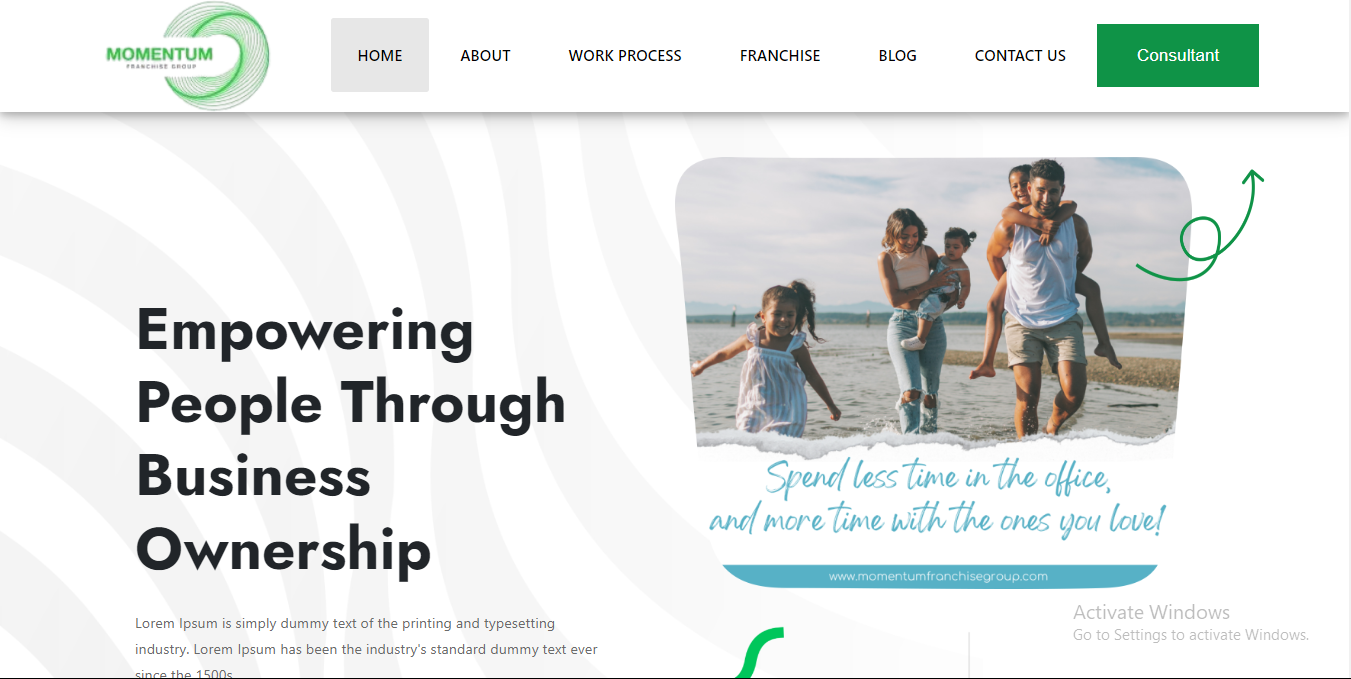 MOMENTUM
FRANCHISE GROUP
HOME
ABOUT
WORK PROCESS
FRANCHISE
BLOG
CONTACT US
Consultant
Empowering
People Through
Business
Ownership
Lorem Ipsum is simply dummy text of the printing and typesetting
industry. Lorem Ipsum has been the industry's standard dummy text ever
since the 1500s
Spend less time in the office,
and more time with the ones you love!
www.momentumfranchisegroup.com
Activate Windows
Go to Settings to activate Windows.